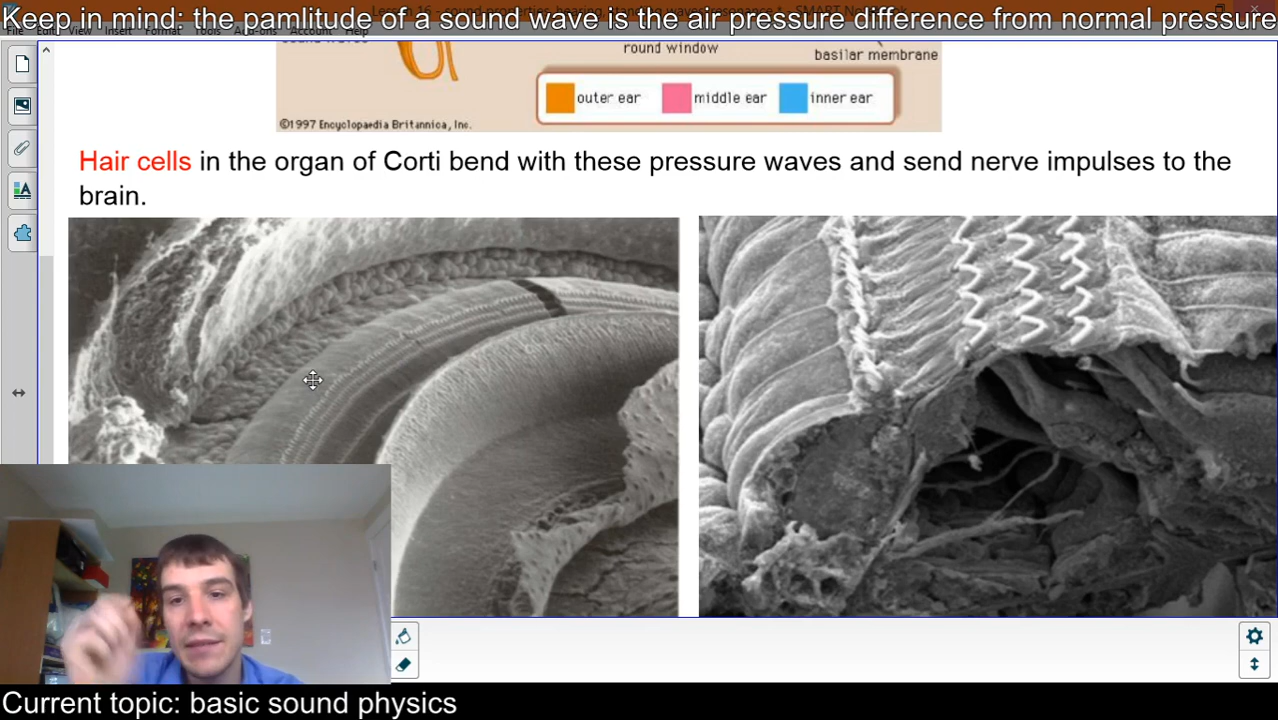 Keep in mind: the pamlitude of a sound wave is the air pressure difference from normal pressure
round window
basilar membrane
outer ear
middle ear
inner ear
©1997 Encyclopaedia Britannica, Inc.
Hair cells in the organ of Corti bend with these pressure waves and send nerve impulses to the
brain.
Current topic: basic sound physics